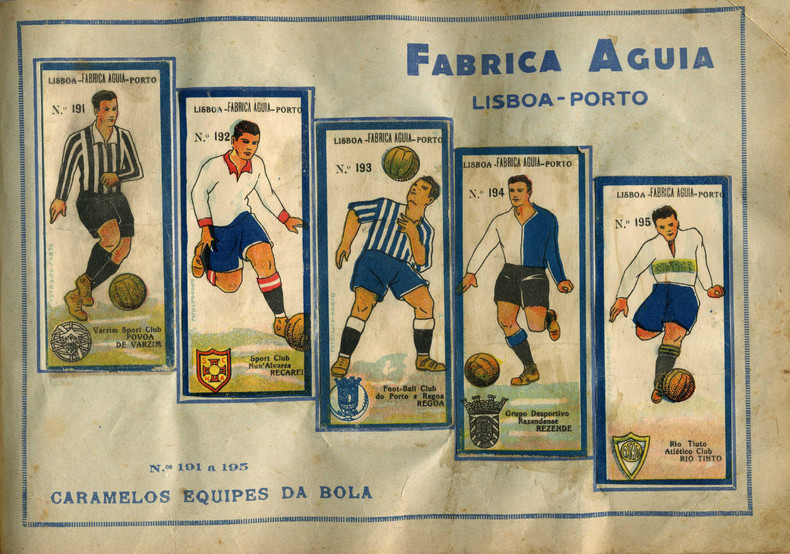 FABRICA AGUIA
LISBOA-PORTO
LISBOA-FABRICA AGUIA-PORTO
N.º 191
Varzim Sport Club
POVOA
DE VARZIM
LISBOA-FABRICA AGUIA-PORTO
N.º 192
Sport Club
Nun'Alvares
RECAREI
LISBOA-FABRICA AGUIA-PORTO
N.º 193
Foot-Ball Club
do Porto e Regoa
REGOA
LISBOA-FABRICA AGUIA-PORTO
N.º 194
Grupo Desportivo
Rezendense
REZENDE
LISBOA-FABRICA AGUIA-PORTO
N.º 195
Rio Tinto
Atlético Club
RIO TINTO
N.os 191 a 195
CARAMELOS EQUIPES DA BOLA